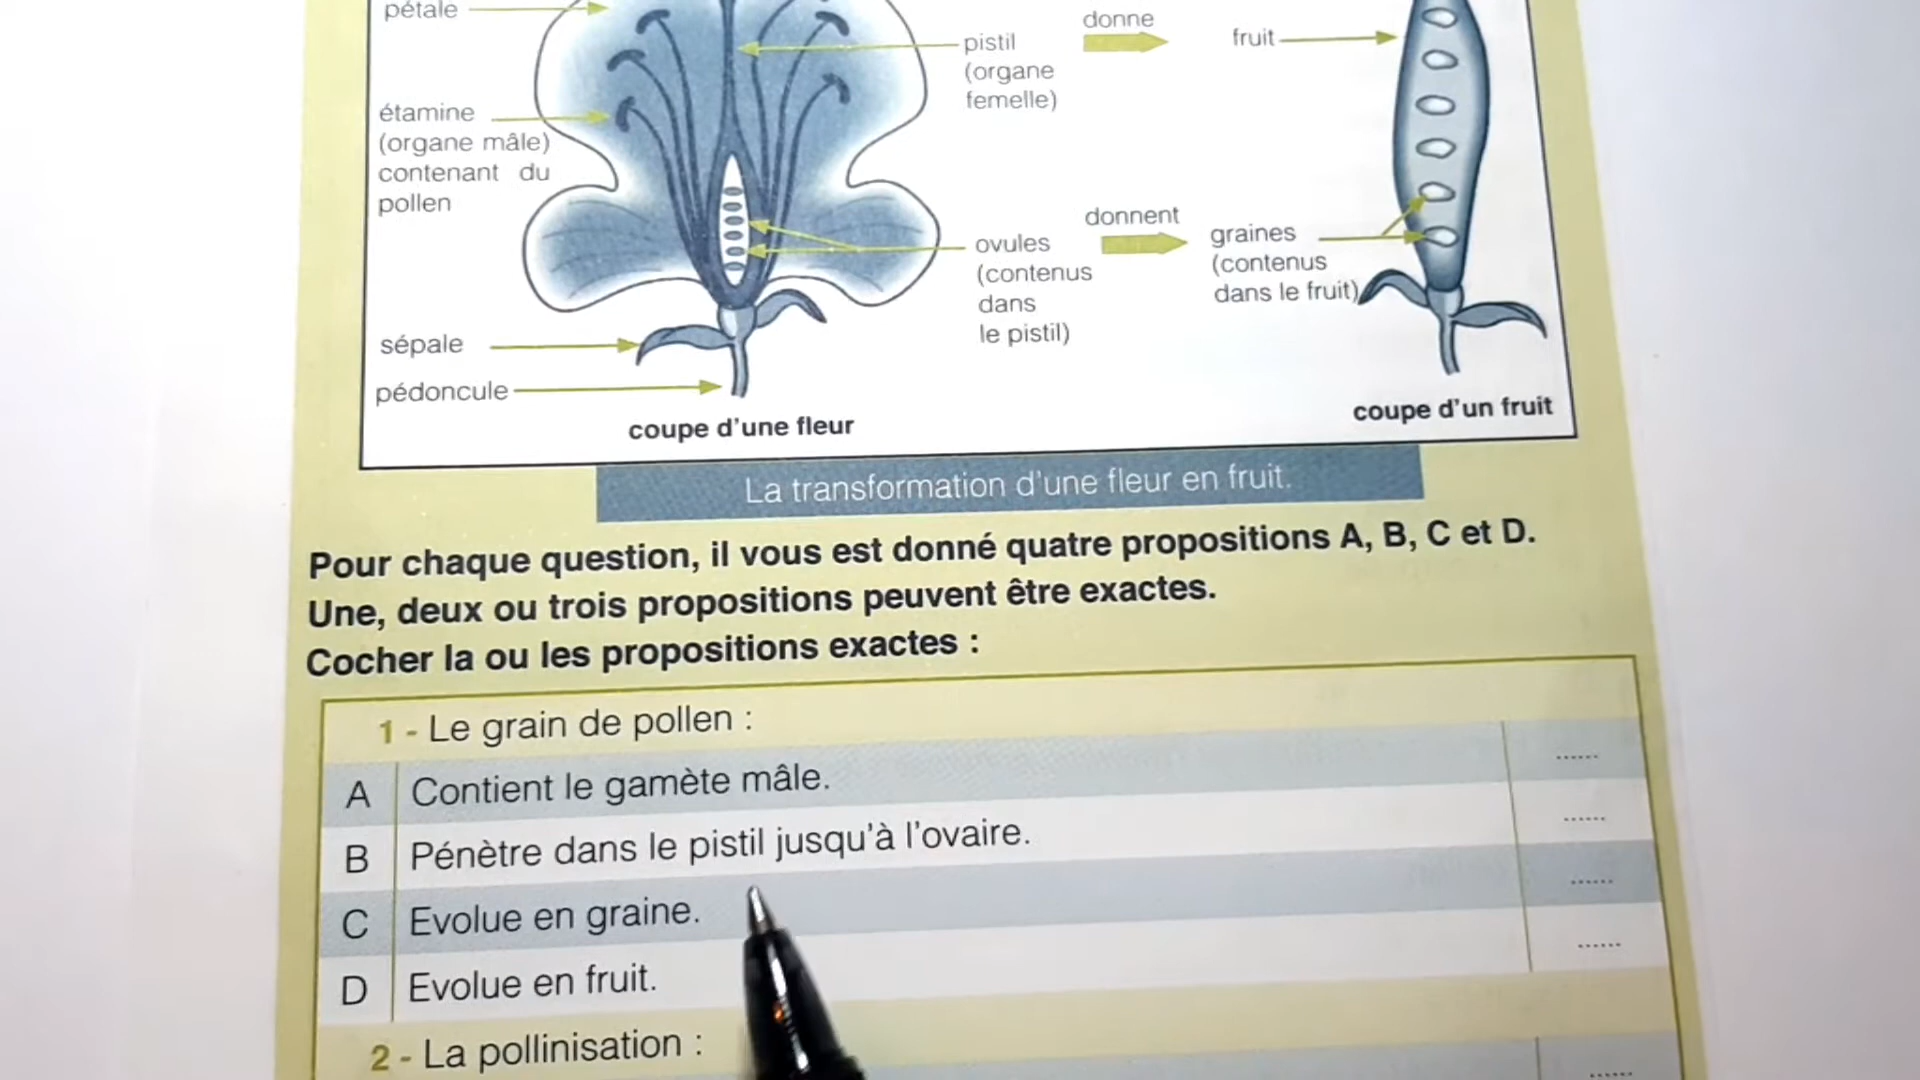 pétale
étamine
(organe mâle)
contenant du
pollen
sépale
pédoncule
coupe d'une fleur
pistil
(organe
femelle)
donne
fruit
ovules
(contenus
dans
le pistil)
donnent
graines
(contenus
dans le fruit)
coupe d'un fruit
La transformation d'une fleur en fruit.
Pour chaque question, il vous est donné quatre propositions A, B, C et D.
Une, deux ou trois propositions peuvent être exactes.
Cocher la ou les propositions exactes :
1 - Le grain de pollen :
A Contient le gamète mâle. ......
B Pénètre dans le pistil jusqu'à l'ovaire. ......
C Evolue en graine. ......
D Evolue en fruit. ......
2 - La pollinisation :
......